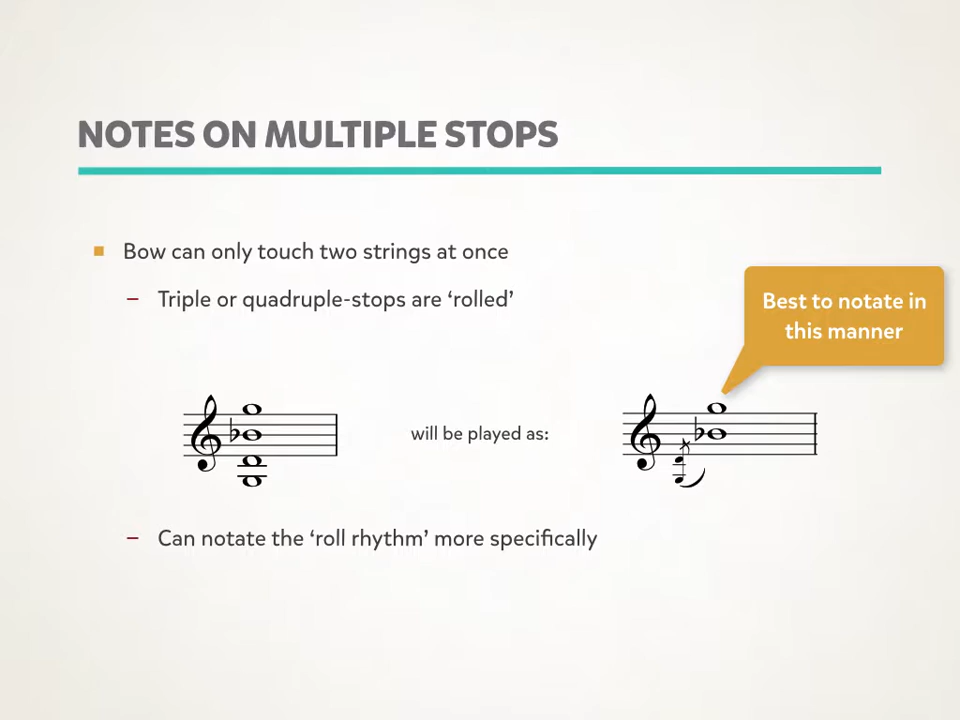 NOTES ON MULTIPLE STOPS
Bow can only touch two strings at once
– Triple or quadruple-stops are ‘rolled’
Best to notate in
this manner
will be played as:
– Can notate the ‘roll rhythm’ more specifically